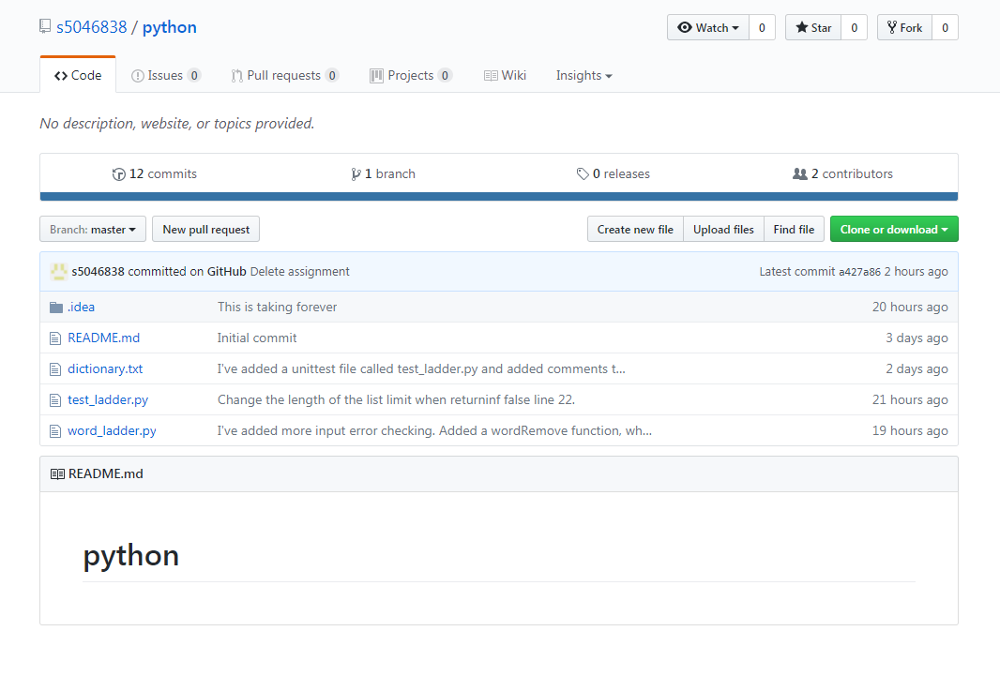 s5046838 / python Watch 0 Star 0 Fork 0
Code Issues 0 Pull requests 0 Projects 0 Wiki Insights
No description, website, or topics provided.
12 commits 1 branch 0 releases 2 contributors
Branch: master New pull request Create new file Upload files Find file Clone or download
s5046838 committed on GitHub Delete assignment Latest commit a427a86 2 hours ago
.idea This is taking forever 20 hours ago
README.md Initial commit 3 days ago
dictionary.txt I've added a unittest file called test_ladder.py and added comments t... 2 days ago
test_ladder.py Change the length of the list limit when returninf false line 22. 21 hours ago
word_ladder.py I've added more input error checking. Added a wordRemove function, wh... 19 hours ago
README.md
python